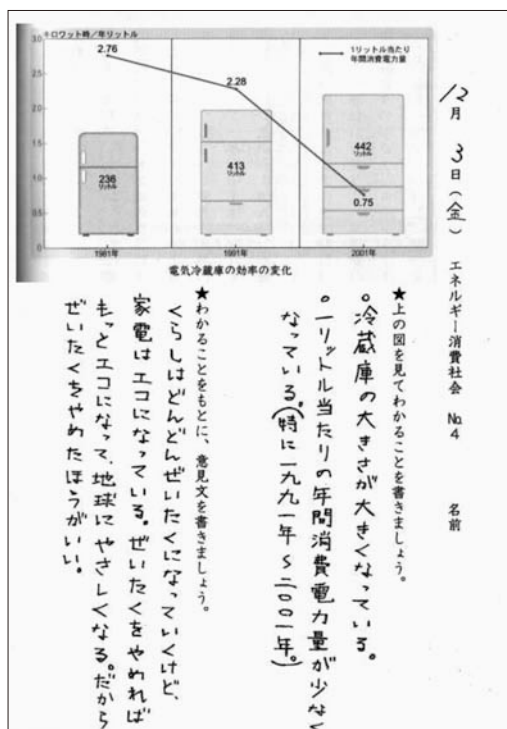 キロワット時/年リットル
3.0
2.5
2.0
1.5
1.0
0.5
0
2.76
2.28
0.75
1リットル当たり
年間消費電力量
236
リットル
413
リットル
442
リットル
1981年
1991年
2001年
電気冷蔵庫の効率の変化
12月3日(金) エネルギー消費社会 No.4 名前
★上の図を見てわかることを書きましょう。
○冷蔵庫の大きさが大きくなっている。
○一リットル当たりの年間消費電力量が少なく
なっている。(特に一九九一年~二〇〇一年。)
★わかることをもとに、意見文を書きましょう。
くらしはどんどんぜいたくになっていくけど、
家電はエコになっている。ぜいたくをやめれば
もっとエコになって、地球にやさしくなる。だから
ぜいたくをやめたほうがいい。